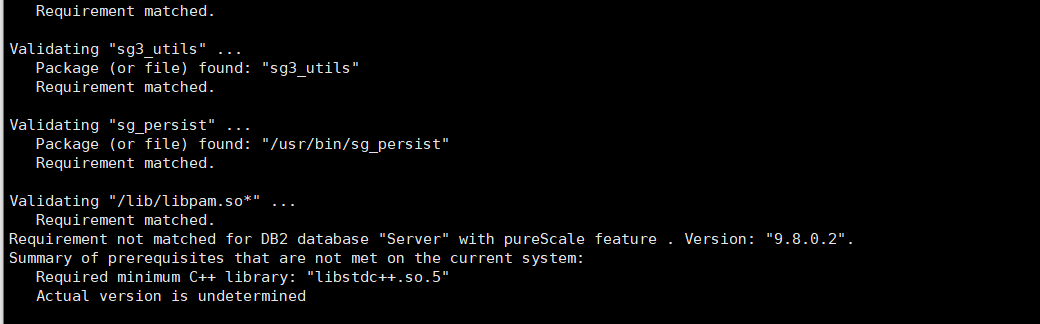 Requirement matched.
Validating "sg3_utils" ...
Package (or file) found: "sg3_utils"
Requirement matched.
Validating "sg_persist" ...
Package (or file) found: "/usr/bin/sg_persist"
Requirement matched.
Validating "/lib/libpam.so*" ...
Requirement matched.
Requirement not matched for DB2 database "Server" with pureScale feature . Version: "9.8.0.2".
Summary of prerequisites that are not met on the current system:
Required minimum C++ library: "libstdc++.so.5"
Actual version is undetermined